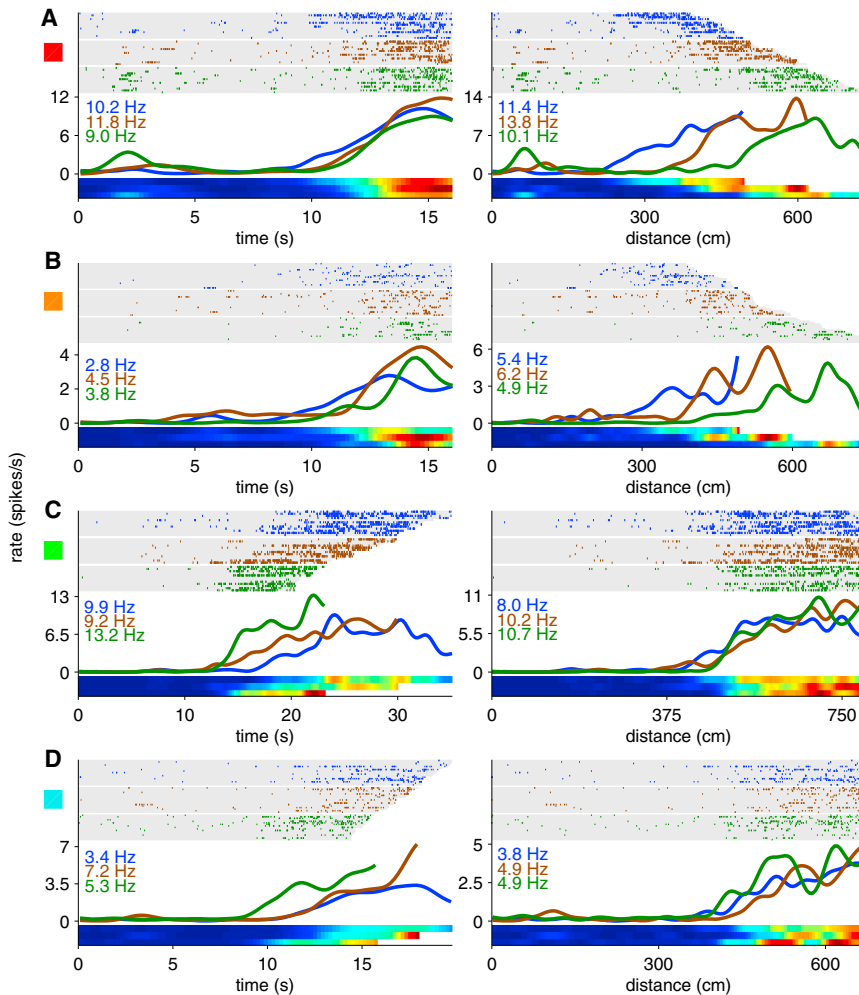 A
12
6
0
10.2 Hz
11.8 Hz
9.0 Hz
0 5 10 15
time (s)
14
7
0
11.4 Hz
13.8 Hz
10.1 Hz
300 600
distance (cm)
B
4
2
0
2.8 Hz
4.5 Hz
3.8 Hz
0 5 10 15
time (s)
6
3
0
5.4 Hz
6.2 Hz
4.9 Hz
0 300 600
distance (cm)
rate (spikes/s)
C
13
6.5
0
9.9 Hz
9.2 Hz
13.2 Hz
0 10 20 30
time (s)
11
5.5
0
8.0 Hz
10.2 Hz
10.7 Hz
0 375 750
distance (cm)
D
7
3.5
0
3.4 Hz
7.2 Hz
5.3 Hz
0 5 10 15
time (s)
5
2.5
0
3.8 Hz
4.9 Hz
4.9 Hz
0 300 600
distance (cm)